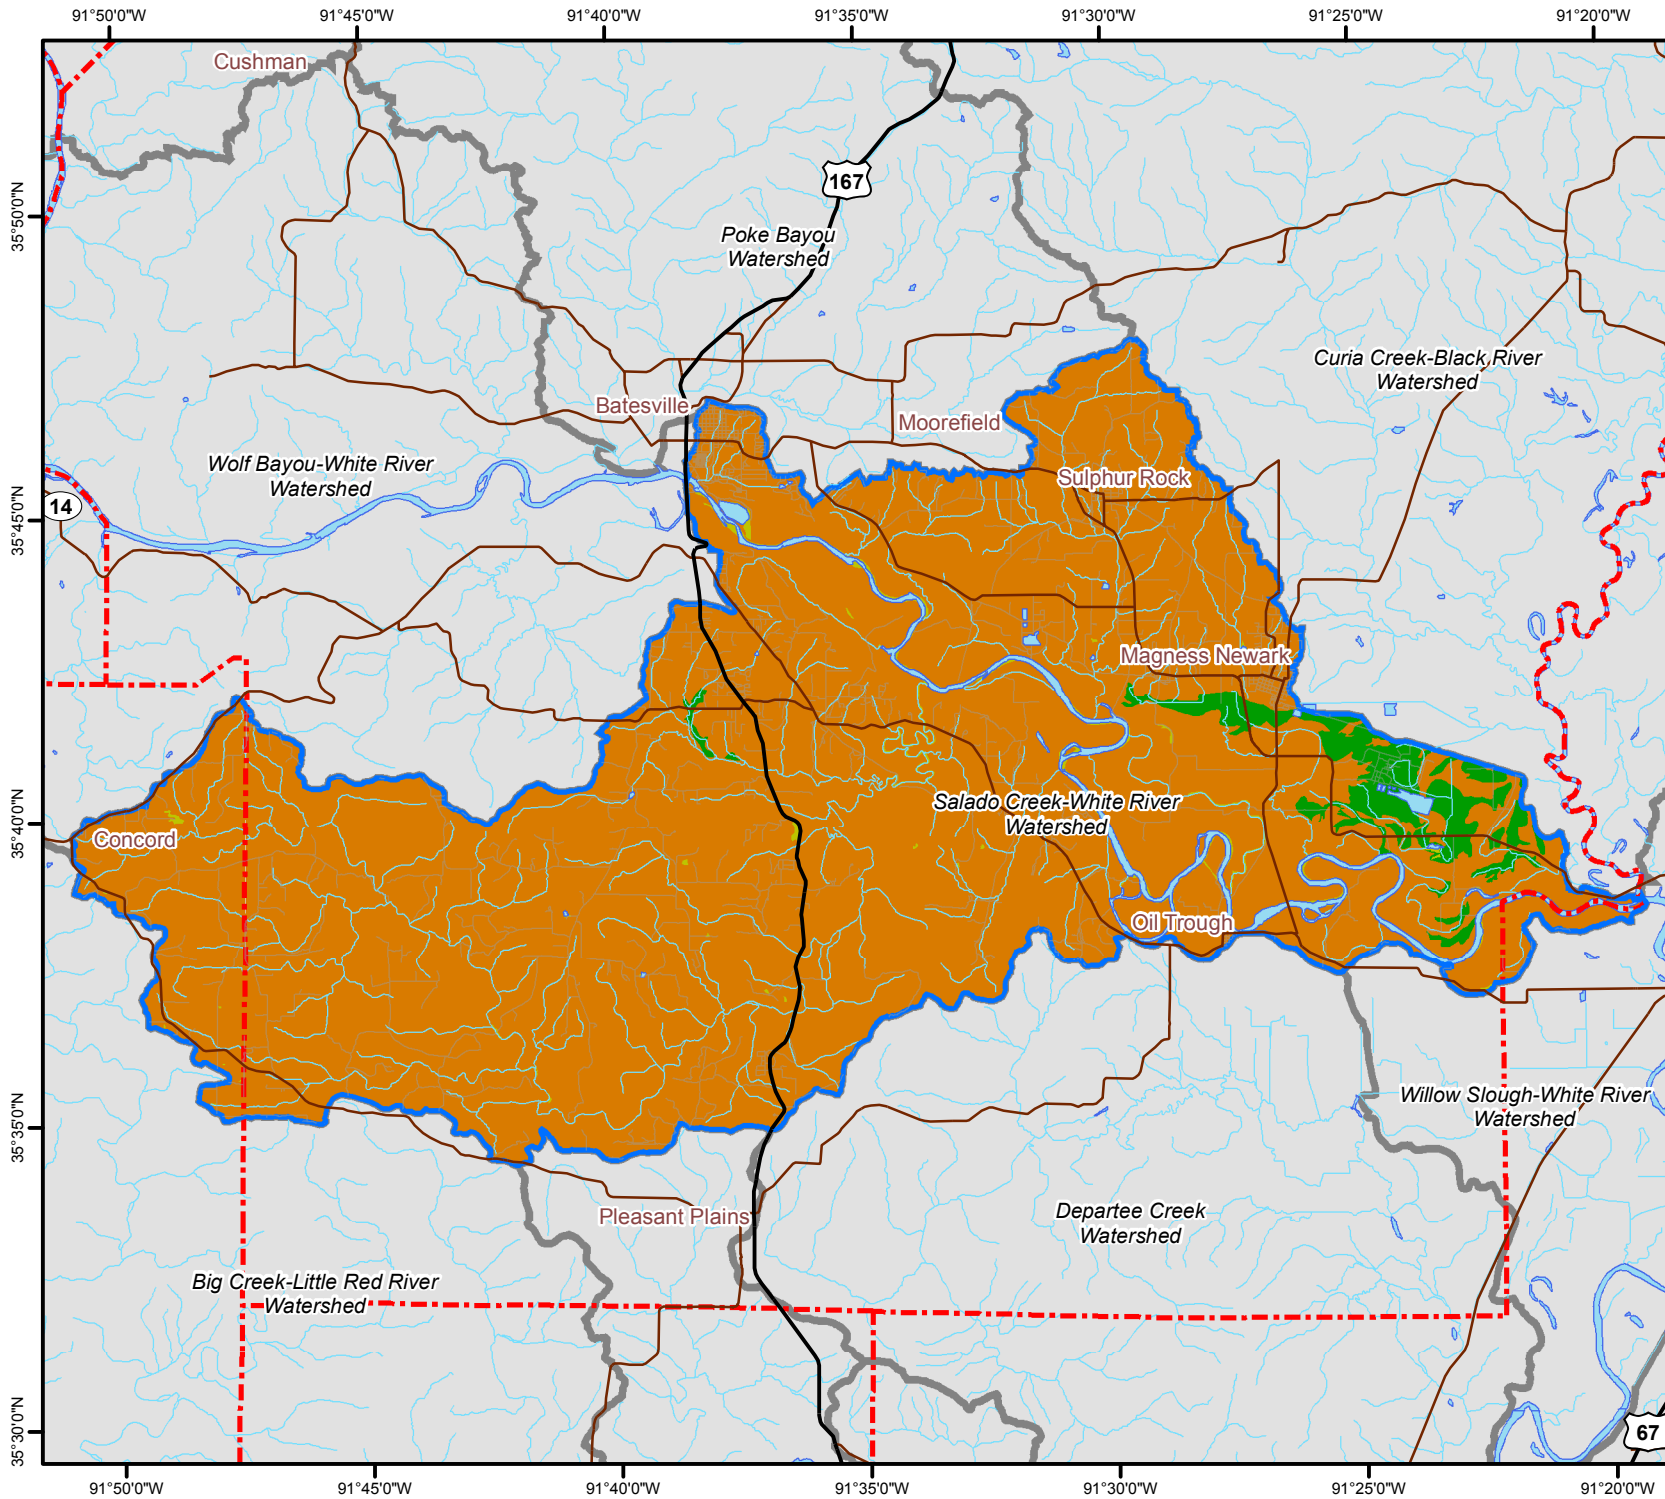 91°50'0"W 91°45'0"W 91°40'0"W 91°35'0"W 91°30'0"W 91°25'0"W 91°20'0"W
Cushman
167
35°50'0"N
Poke Bayou
Watershed
Curia Creek-Black River
Watershed
Batesville
Moorefield
Wolf Bayou-White River
Watershed
Sulphur Rock
14
35°45'0"N
Magness Newark
Salado Creek-White River
Watershed
35°40'0"N
Concord
Oil Trough
Willow Slough-White River
Watershed
35°35'0"N
Pleasant Plains
Departee Creek
Watershed
Big Creek-Little Red River
Watershed
35°30'0"N
67
91°50'0"W 91°45'0"W 91°40'0"W 91°35'0"W 91°30'0"W 91°25'0"W 91°20'0"W